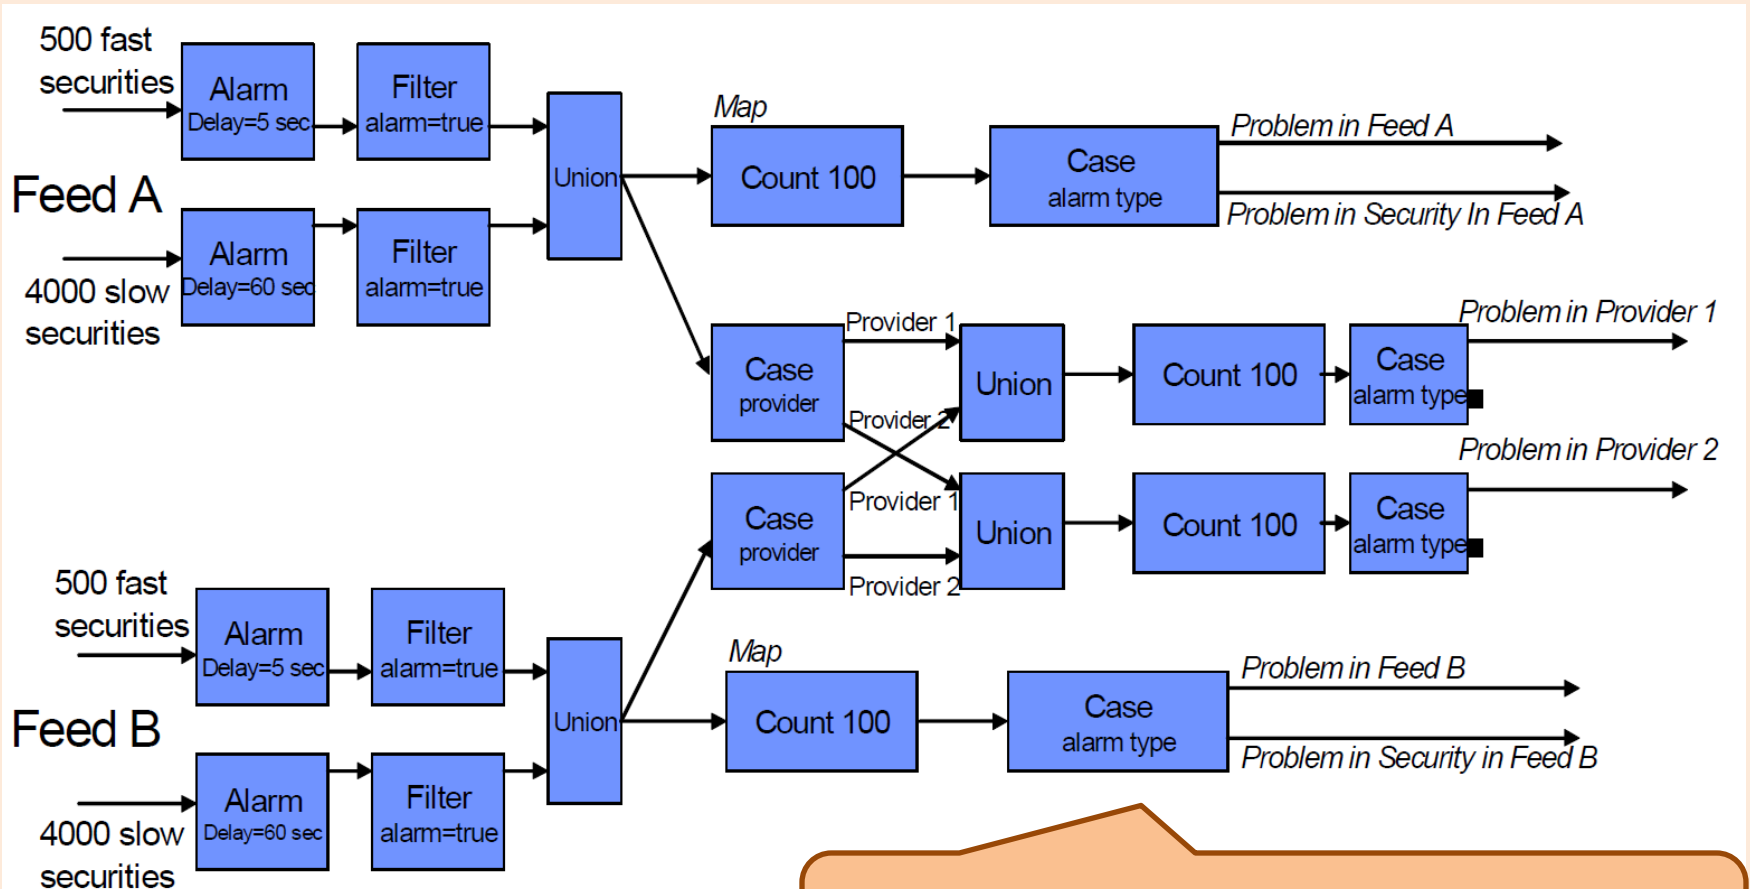 500 fast
securities
Alarm
Delay=5 sec
Filter
alarm=true
Feed A
4000 slow
securities
Alarm
Delay=60 sec
Filter
alarm=true
Union
Map
Count 100
Case
alarm type
Problem in Feed A
Problem in Security In Feed A
Case
provider
Provider 1
Provider 2
Union
Count 100
Case
alarm type
Problem in Provider 1
Case
provider
Provider 1
Provider 2
Union
Count 100
Case
alarm type
Problem in Provider 2
500 fast
securities
Alarm
Delay=5 sec
Filter
alarm=true
Feed B
4000 slow
securities
Alarm
Delay=60 sec
Filter
alarm=true
Union
Map
Count 100
Case
alarm type
Problem in Feed B
Problem in Security in Feed B